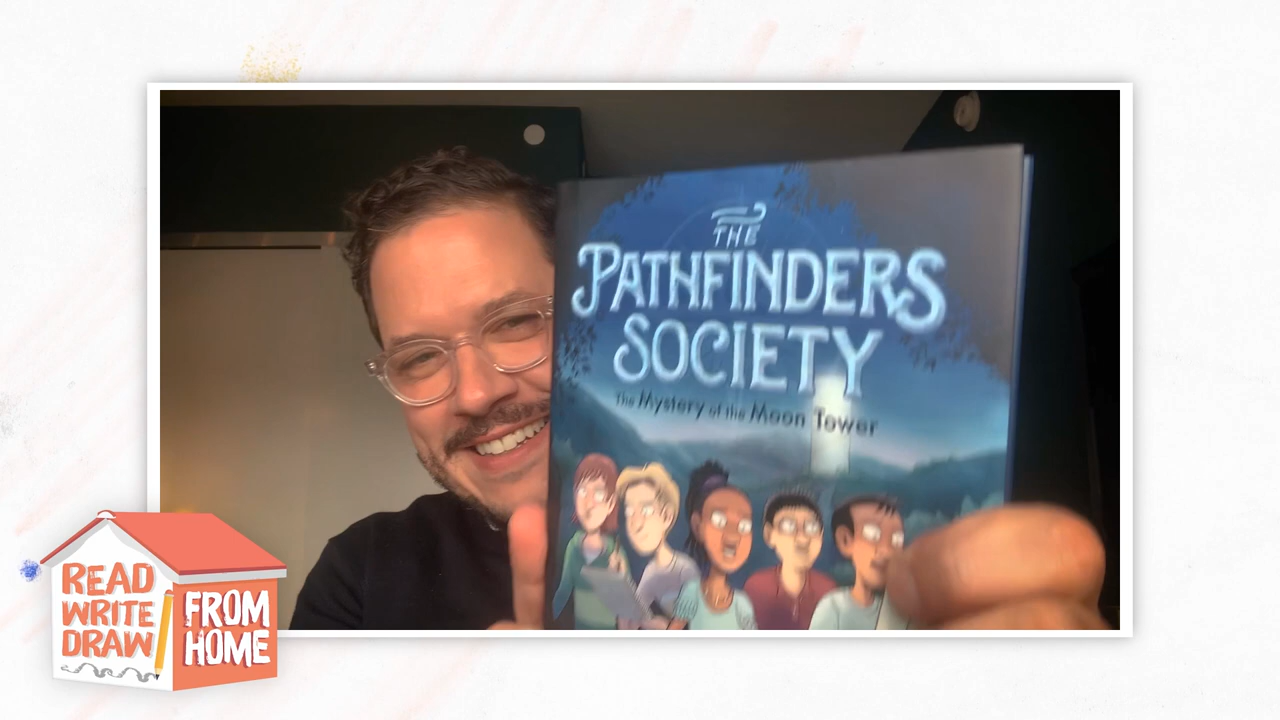 THE
PATHFINDERS
SOCIETY
The Mystery of the Moon Tower
READ
WRITE
DRAW
FROM
HOME